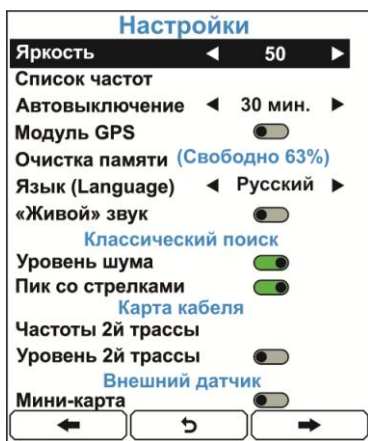 Настройки
Яркость 50
Список частот
Автовыключение 30 мин.
Модуль GPS
Очистка памяти (Свободно 63%)
Язык (Language) Русский
«Живой» звук
Классический поиск
Уровень шума
Пик со стрелками
Карта кабеля
Частоты 2й трассы
Уровень 2й трассы
Внешний датчик
Мини-карта